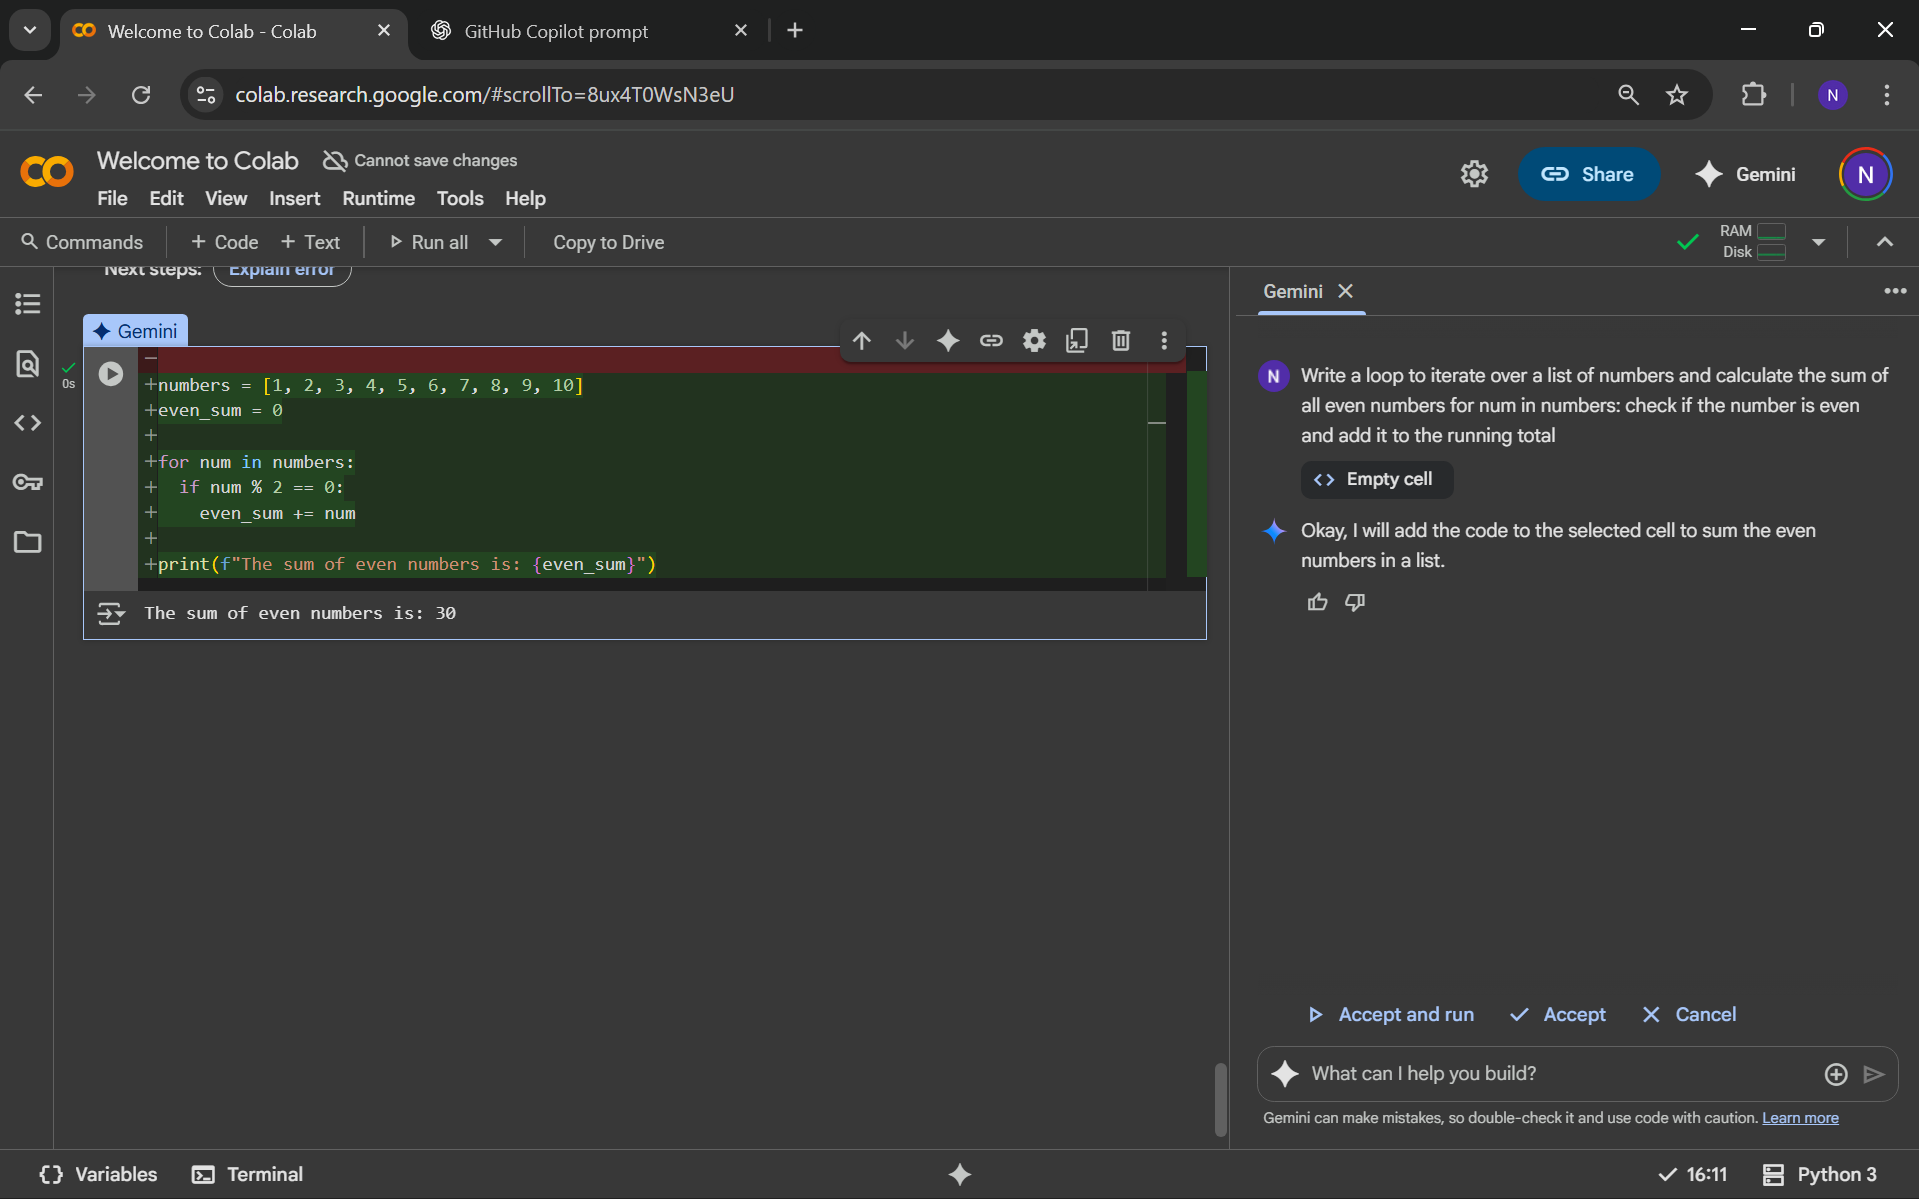 Welcome to Colab - Colab
GitHub Copilot prompt
colab.research.google.com/#scrollTo=8ux4T0WsN3eU
N
Welcome to Colab
Cannot save changes
File Edit View Insert Runtime Tools Help
Share
Gemini
N
Commands
+ Code + Text
Run all
Copy to Drive
RAM
Disk
Next steps: Explain error
Gemini
0s
−
+numbers = [1, 2, 3, 4, 5, 6, 7, 8, 9, 10]
+even_sum = 0
+
+for num in numbers:
+  if num % 2 == 0:
+    even_sum += num
+
+print(f"The sum of even numbers is: {even_sum}")
The sum of even numbers is: 30
Gemini
N
Write a loop to iterate over a list of numbers and calculate the sum of
all even numbers for num in numbers: check if the number is even
and add it to the running total
<> Empty cell
Okay, I will add the code to the selected cell to sum the even
numbers in a list.
Accept and run
Accept
Cancel
What can I help you build?
Gemini can make mistakes, so double-check it and use code with caution. Learn more
{} Variables
Terminal
16:11
Python 3